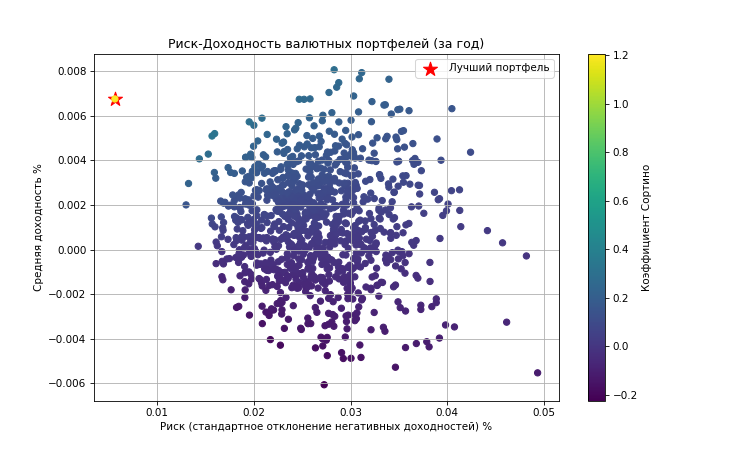 Риск-Доходность валютных портфелей (за год)
Лучший портфель
0.008
0.006
0.004
0.002
0.000
−0.002
−0.004
−0.006
Средняя доходность %
0.01 0.02 0.03 0.04 0.05
Риск (стандартное отклонение негативных доходностей) %
1.2
1.0
0.8
0.6
0.4
0.2
0.0
−0.2
Коэффициент Сортино